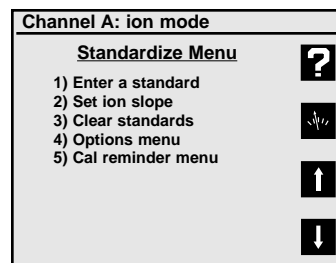 Channel A: ion mode
Standardize Menu
1) Enter a standard
2) Set ion slope
3) Clear standards
4) Options menu
5) Cal reminder menu
?